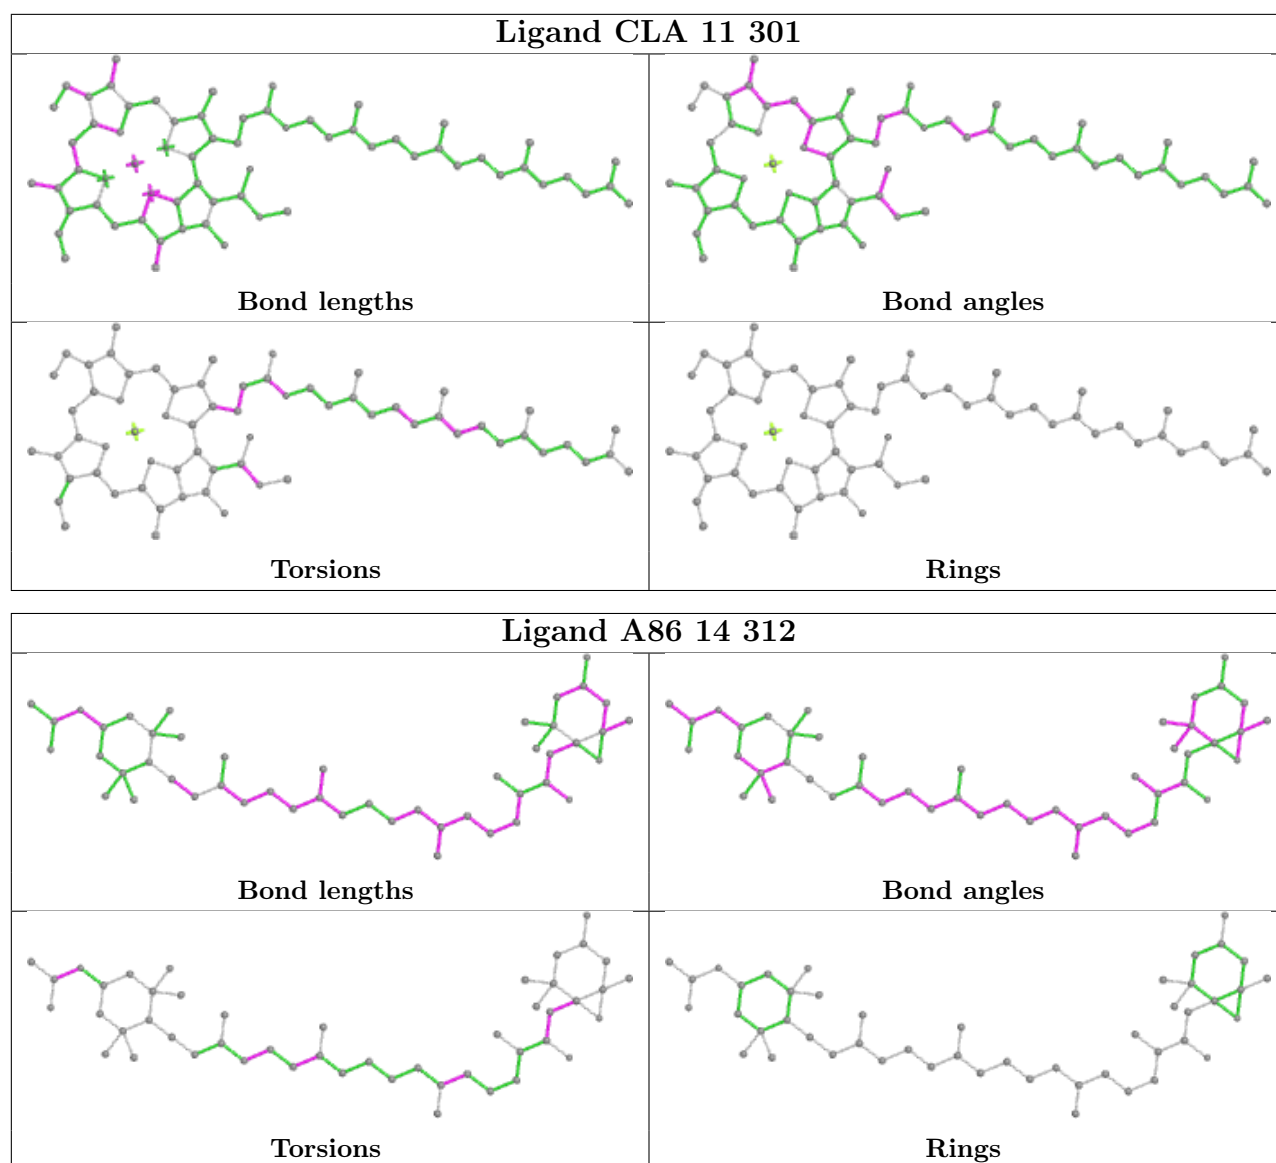 Ligand CLA 11 301
Bond lengths
Bond angles
Torsions
Rings
Ligand A86 14 312
Bond lengths
Bond angles
Torsions
Rings